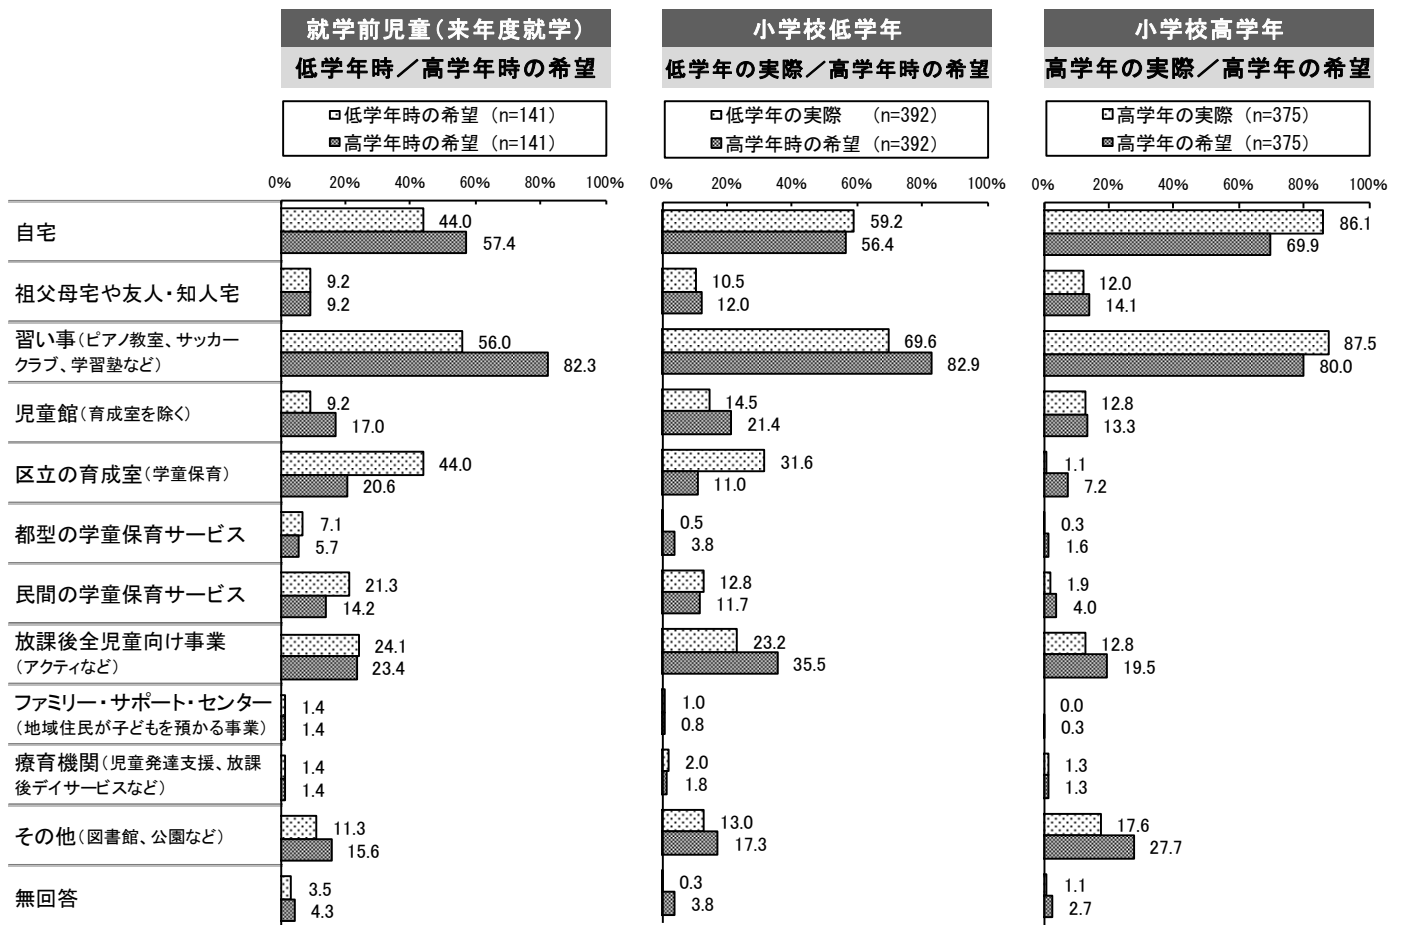 就学前児童（来年度就学）
低学年時／高学年時の希望
小学校低学年
低学年の実際／高学年時の希望
小学校高学年
高学年の実際／高学年の希望
低学年時の希望（n=141）
高学年時の希望（n=141）
低学年の実際　（n=392）
高学年時の希望（n=392）
高学年の実際（n=375）
高学年の希望（n=375）
0% 20% 40% 60% 80% 100%
0% 20% 40% 60% 80% 100%
0% 20% 40% 60% 80% 100%
自宅
44.0 59.2 86.1
57.4 56.4 69.9
祖父母宅や友人・知人宅
9.2 10.5 12.0
9.2 12.0 14.1
習い事（ピアノ教室、サッカー
クラブ、学習塾など）
56.0 69.6 87.5
82.3 82.9 80.0
児童館（育成室を除く）
9.2 14.5 12.8
17.0 21.4 13.3
区立の育成室（学童保育）
44.0 31.6 1.1
20.6 11.0 7.2
都型の学童保育サービス
7.1 0.5 0.3
5.7 3.8 1.6
民間の学童保育サービス
21.3 12.8 1.9
14.2 11.7 4.0
放課後全児童向け事業
（アクティなど）
24.1 23.2 12.8
23.4 35.5 19.5
ファミリー・サポート・センター
（地域住民が子どもを預かる事業）
1.4 1.0 0.0
1.4 0.8 0.3
療育機関（児童発達支援、放課
後デイサービスなど）
1.4 2.0 1.3
1.4 1.8 1.3
その他（図書館、公園など）
11.3 13.0 17.6
15.6 17.3 27.7
無回答
3.5 0.3 1.1
4.3 3.8 2.7